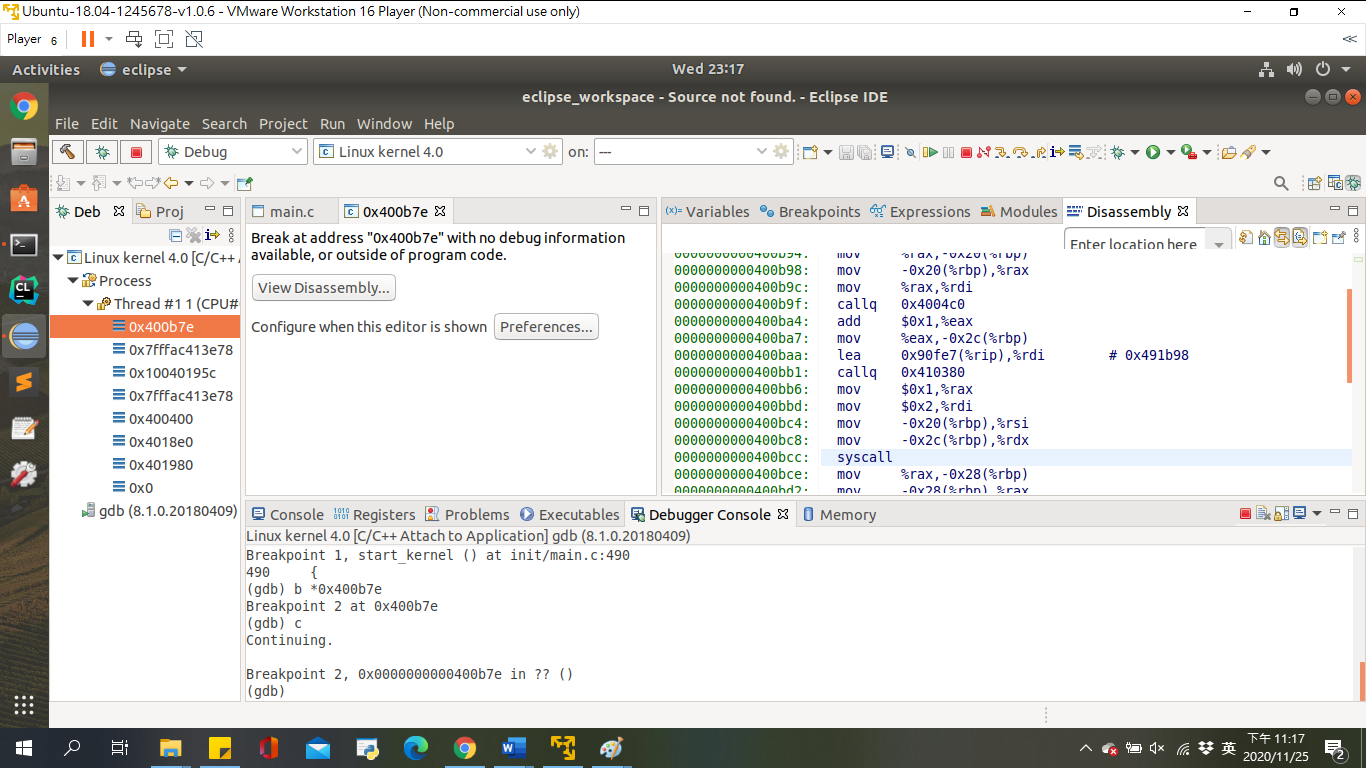 Ubuntu-18.04-1245678-v1.0.6 - VMware Workstation 16 Player (Non-commercial use only)
Player 6
Activities eclipse Wed 23:17
eclipse_workspace - Source not found. - Eclipse IDE
File Edit Navigate Search Project Run Window Help
Debug Linux kernel 4.0 on: ---
Deb Proj
Linux kernel 4.0 [C/C++ A
Process
Thread #1 1 (CPU#
0x400b7e
0x7fffac413e78
0x10040195c
0x7fffac413e78
0x400400
0x4018e0
0x401980
0x0
gdb (8.1.0.20180409)
main.c 0x400b7e
Break at address "0x400b7e" with no debug information
available, or outside of program code.
View Disassembly...
Configure when this editor is shown Preferences...
(x)= Variables Breakpoints Expressions Modules Disassembly
Enter location here
0000000000400b94: mov %rax,-0x20(%rbp)
0000000000400b98: mov -0x20(%rbp),%rax
0000000000400b9c: mov %rax,%rdi
0000000000400b9f: callq 0x4004c0
0000000000400ba4: add $0x1,%eax
0000000000400ba7: mov %eax,-0x2c(%rbp)
0000000000400baa: lea 0x90fe7(%rip),%rdi # 0x491b98
0000000000400bb1: callq 0x410380
0000000000400bb6: mov $0x1,%rax
0000000000400bbd: mov $0x2,%rdi
0000000000400bc4: mov -0x20(%rbp),%rsi
0000000000400bc8: mov -0x2c(%rbp),%rdx
0000000000400bcc: syscall
0000000000400bce: mov %rax,-0x28(%rbp)
0000000000400bd2: mov -0x28(%rbp),%rax
Console Registers Problems Executables Debugger Console Memory
Linux kernel 4.0 [C/C++ Attach to Application] gdb (8.1.0.20180409)
Breakpoint 1, start_kernel () at init/main.c:490
490 {
(gdb) b *0x400b7e
Breakpoint 2 at 0x400b7e
(gdb) c
Continuing.
Breakpoint 2, 0x0000000000400b7e in ?? ()
(gdb)
英 下午 11:17
2020/11/25
2